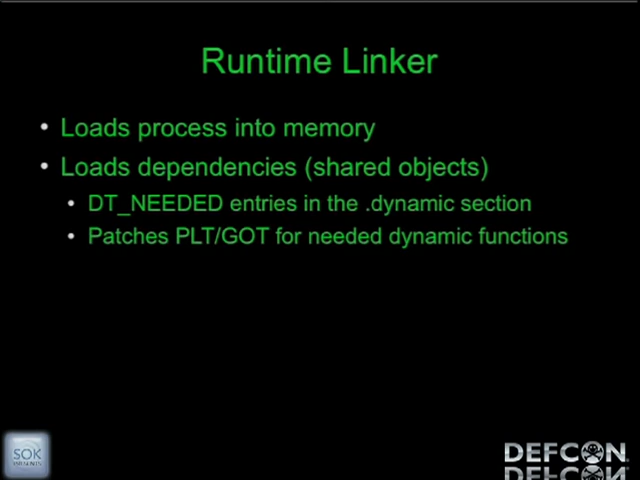 Runtime Linker
• Loads process into memory
• Loads dependencies (shared objects)
• DT_NEEDED entries in the .dynamic section
• Patches PLT/GOT for needed dynamic functions
SOK
DEFCON